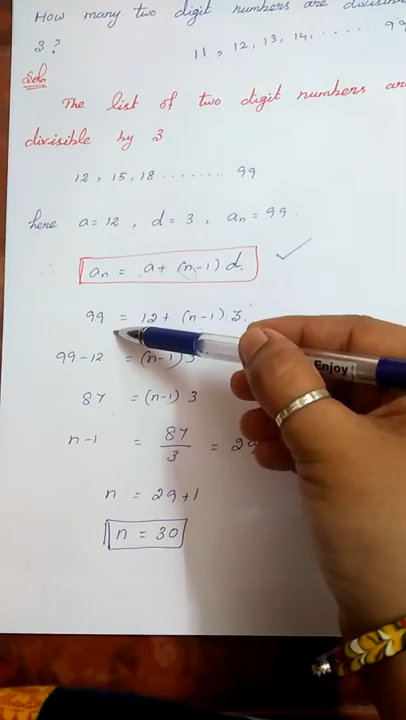 How many two digit numbers are
3 ?
11, 12, 13, 14, ...... 99
Sol
The list of two digit numbers
divisible by 3
12, 15, 18 ........ 99
here a = 12 , d = 3 , an = 99.
an = a + (n-1) d.
99 = 12 + (n-1) 3.
99-12 = (n-1) 3
87 = (n-1) 3
n-1 = 87/3 = 29
n = 29+1
n = 30
Enjoy